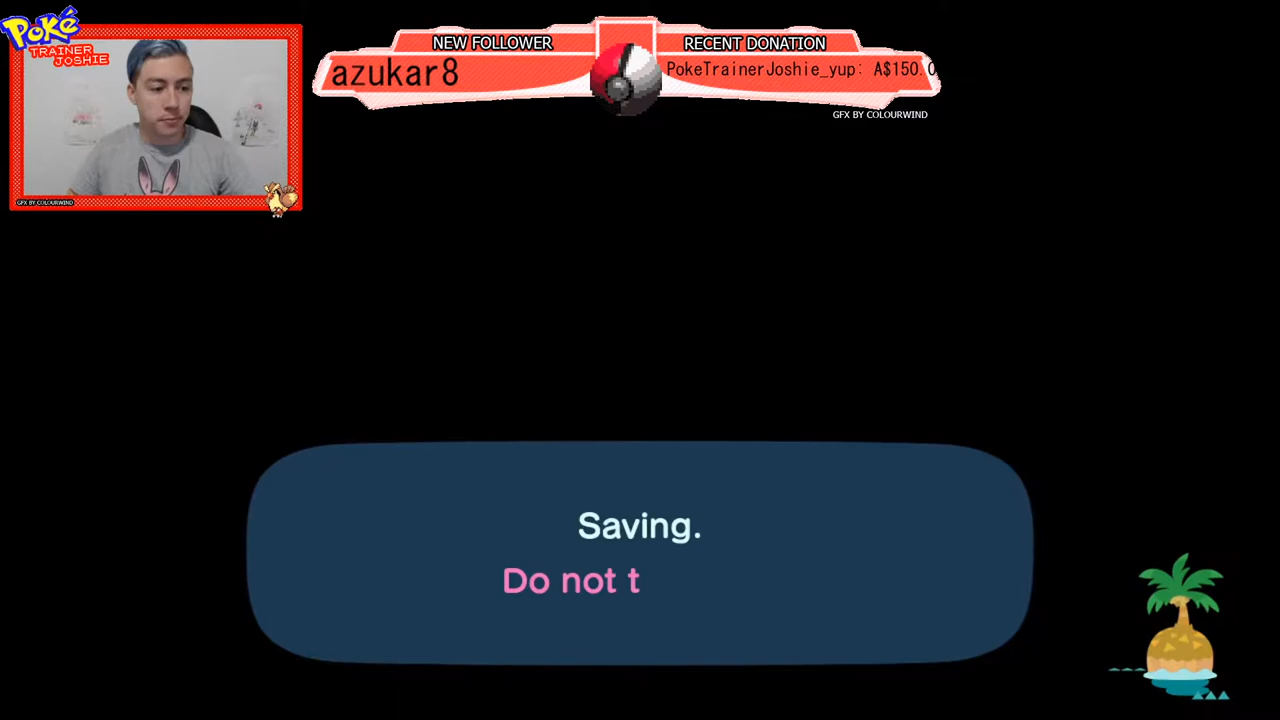 Poké
TRAINER
JOSHIE
NEW FOLLOWER
azukar8
RECENT DONATION
PokeTrainerJoshie_yup: A$150.0
GFX BY COLOURWIND
GFX BY COLOURWIND
Saving.
Do not t